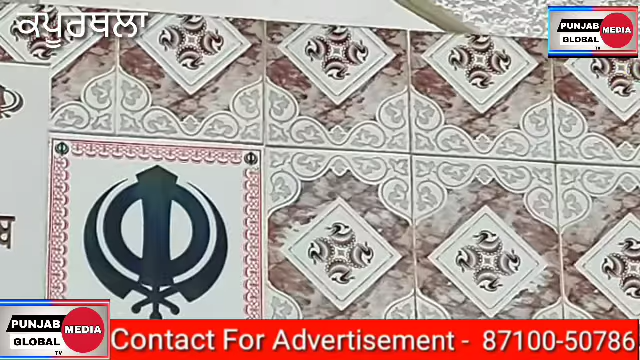 ਕਪੂਰਥਲਾ
PUNJAB
GLOBAL
MEDIA
TV
PUNJAB
GLOBAL
MEDIA
TV
Contact For Advertisement - 87100-50786